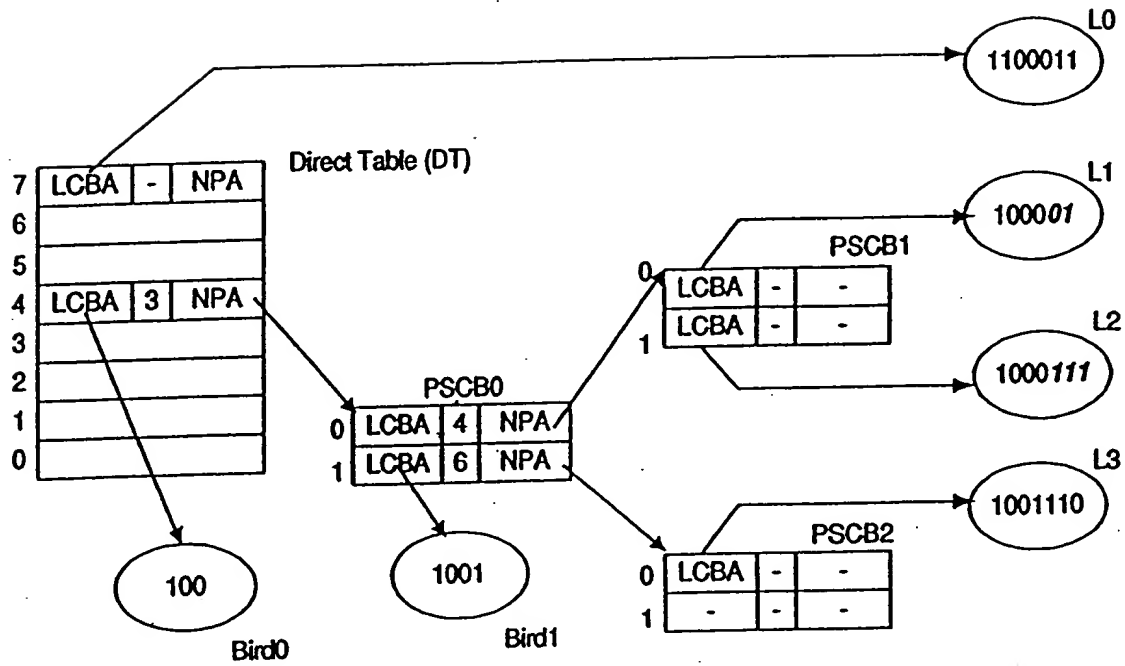 L0
1100011
Direct Table (DT)
7 LCBA - NPA
6
5
4 LCBA 3 NPA
3
2
1
0
L1
100001
PSCB1
0 LCBA - -
1 LCBA - -
L2
1000111
PSCB0
0 LCBA 4 NPA
1 LCBA 6 NPA
L3
1001110
PSCB2
0 LCBA - -
1 - - -
100
Bird0
1001
Bird1